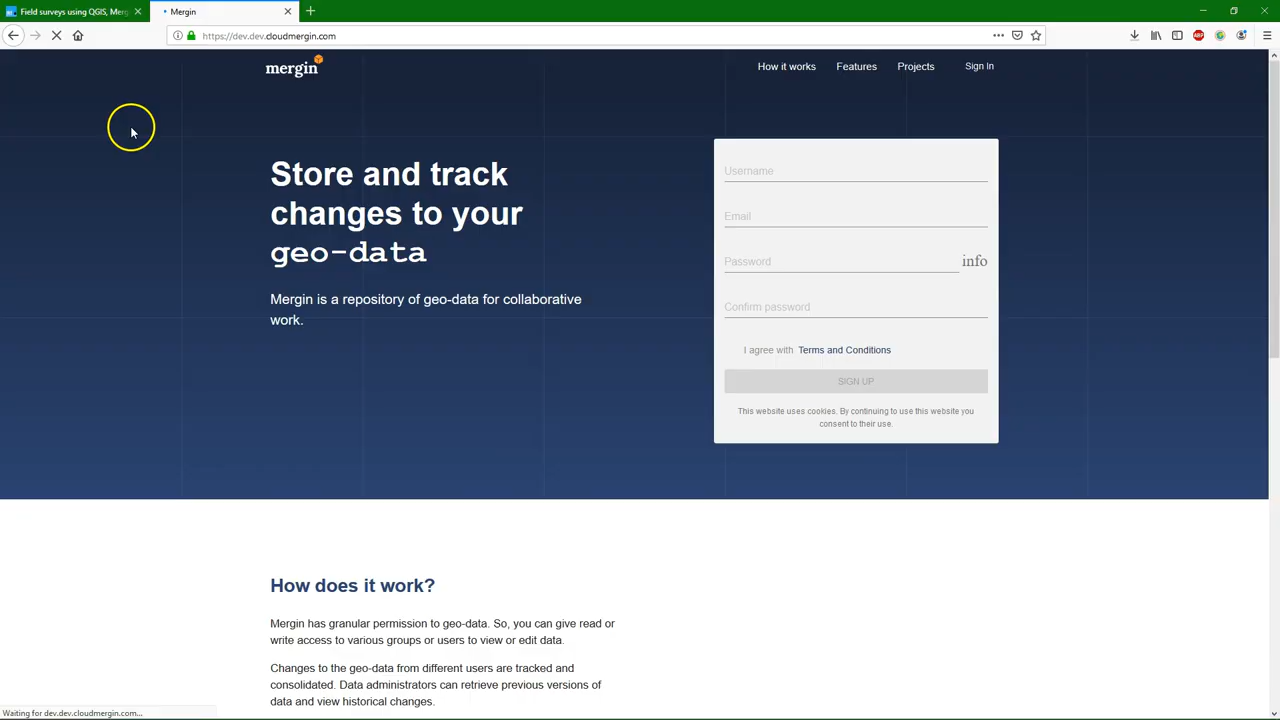 Field surveys using QGIS, Merg
Mergin
https://dev.dev.cloudmergin.com
mergin
How it works
Features
Projects
Sign In
Store and track
changes to your
geo-data
Mergin is a repository of geo-data for collaborative
work.
Username
Email
Password
info
Confirm password
I agree with Terms and Conditions
SIGN UP
This website uses cookies. By continuing to use this website you
consent to their use.
How does it work?
Mergin has granular permission to geo-data. So, you can give read or
write access to various groups or users to view or edit data.
Changes to the geo-data from different users are tracked and
consolidated. Data administrators can retrieve previous versions of
data and view historical changes.
Waiting for dev.dev.cloudmergin.com...